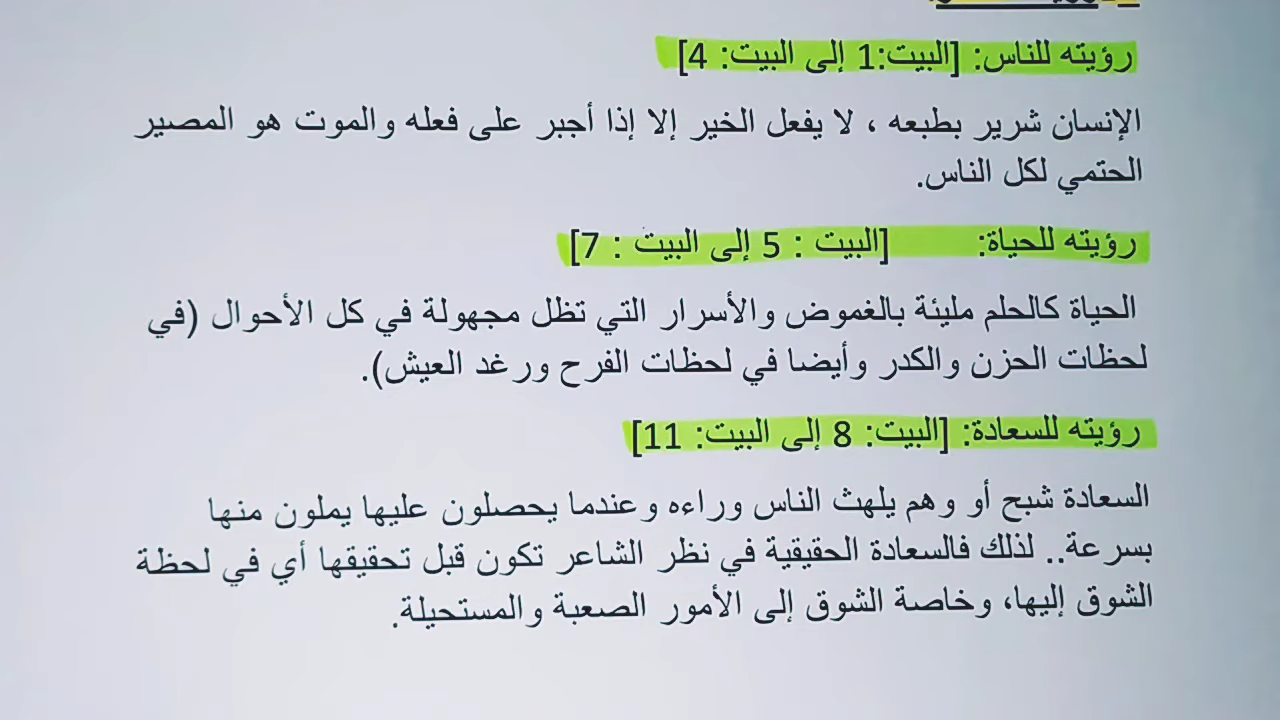 رؤيته للناس: [البيت:1 إلى البيت: 4]
الإنسان شرير بطبعه ، لا يفعل الخير إلا إذا أجبر على فعله والموت هو المصير
الحتمي لكل الناس.
رؤيته للحياة: [البيت : 5 إلى البيت : 7]
الحياة كالحلم مليئة بالغموض والأسرار التي تظل مجهولة في كل الأحوال (في
لحظات الحزن والكدر وأيضا في لحظات الفرح ورغد العيش).
رؤيته للسعادة: [البيت: 8 إلى البيت: 11]
السعادة شبح أو وهم يلهث الناس وراءه وعندما يحصلون عليها يملون منها
بسرعة.. لذلك فالسعادة الحقيقية في نظر الشاعر تكون قبل تحقيقها أي في لحظة
الشوق إليها، وخاصة الشوق إلى الأمور الصعبة والمستحيلة.